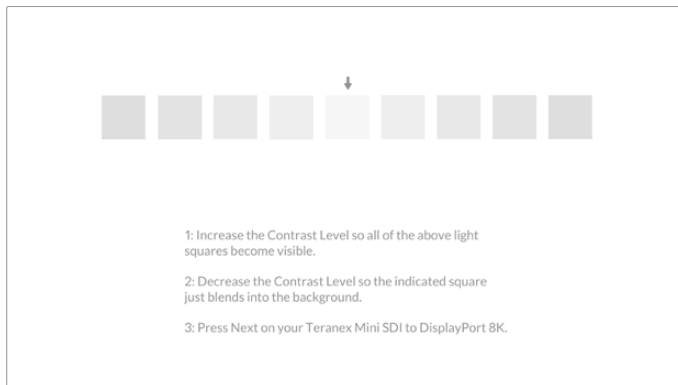 1: Increase the Contrast Level so all of the above light
squares become visible.
2: Decrease the Contrast Level so the indicated square
just blends into the background.
3: Press Next on your Teranex Mini SDI to DisplayPort 8K.